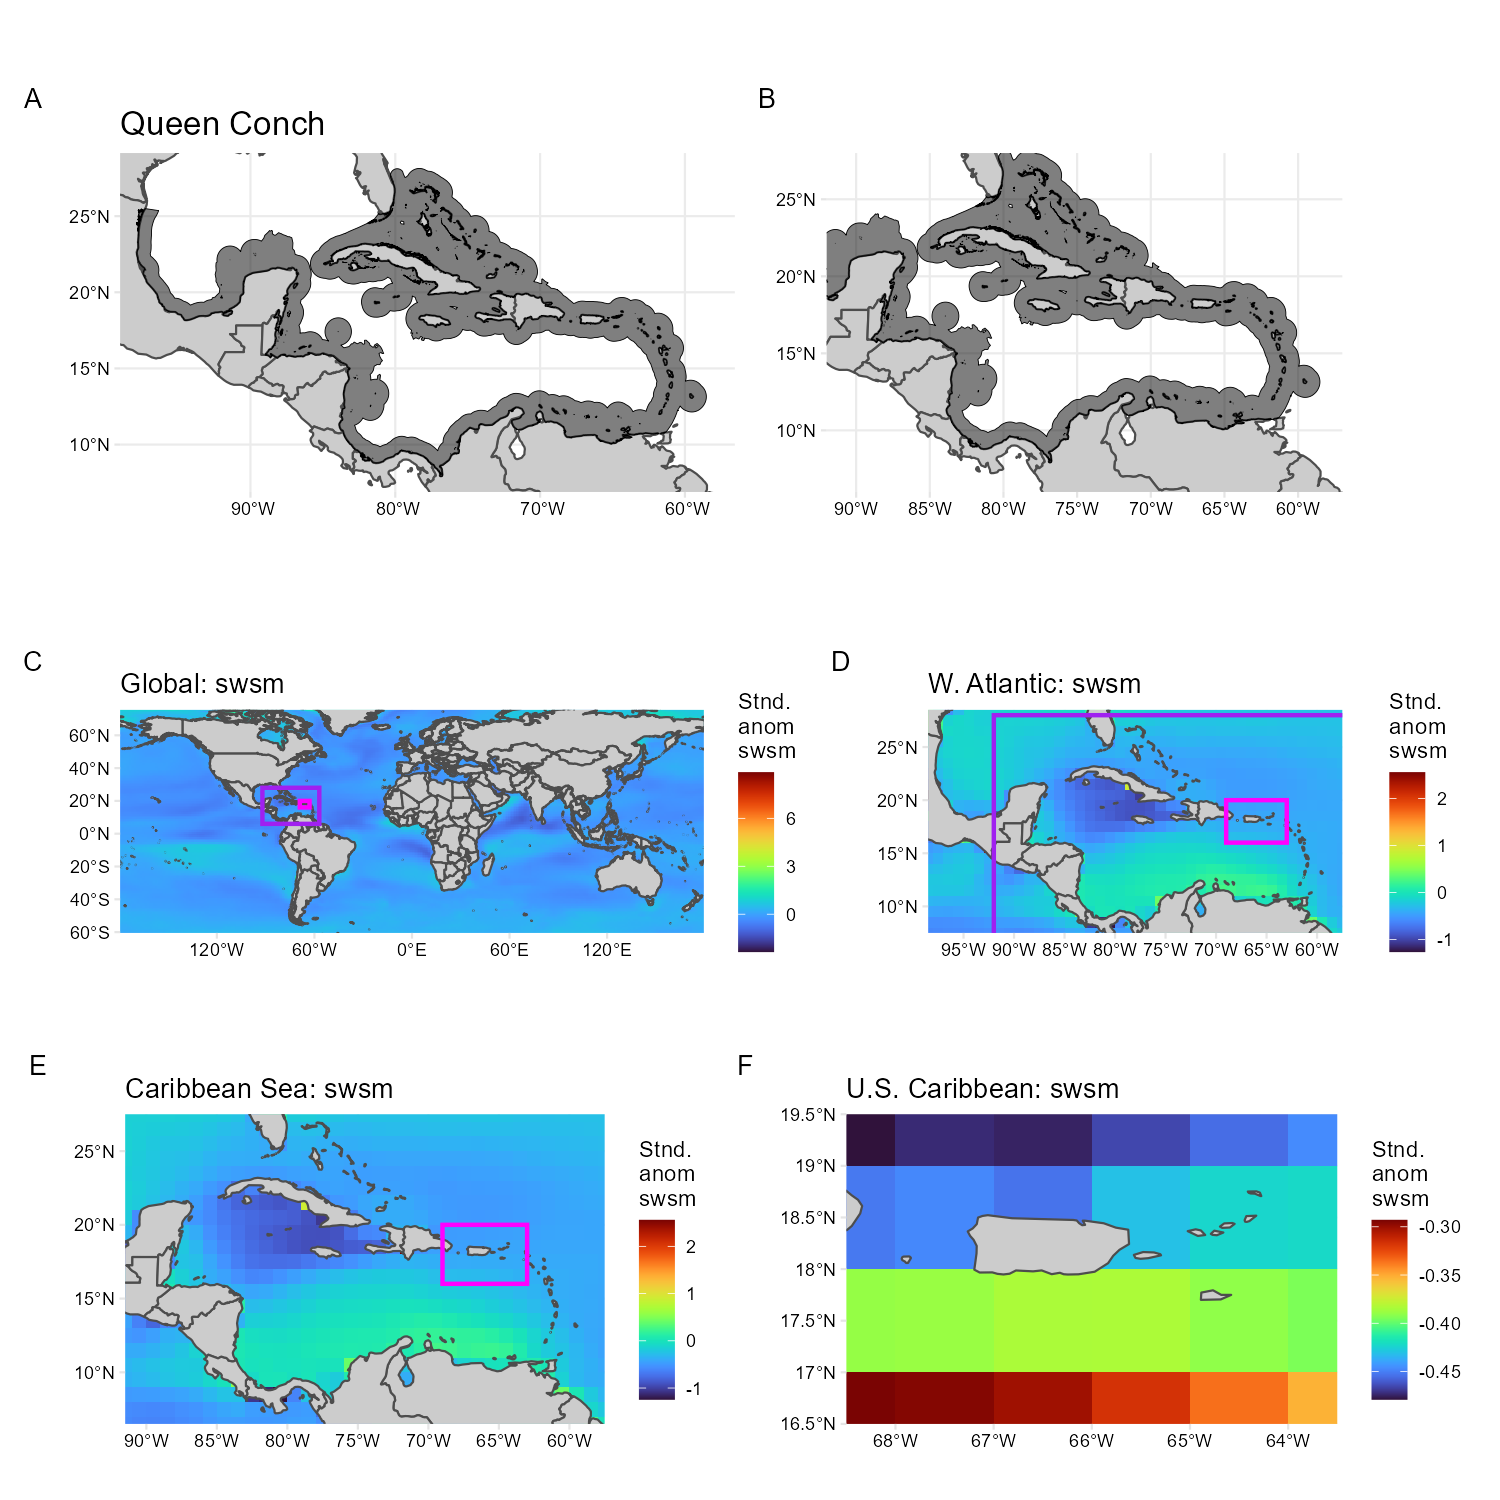 A
B
Queen Conch
25°N
20°N
15°N
10°N
90°W 80°W 70°W 60°W
25°N
20°N
15°N
10°N
90°W 85°W 80°W 75°W 70°W 65°W 60°W
C
Global: swsm
60°N
40°N
20°N
0°N
20°S
40°S
60°S
120°W 60°W 0°E 60°E 120°E
Stnd.
anom
swsm
6
3
0
D
W. Atlantic: swsm
25°N
20°N
15°N
10°N
95°W 90°W 85°W 80°W 75°W 70°W 65°W 60°W
Stnd.
anom
swsm
2
1
0
-1
E
Caribbean Sea: swsm
25°N
20°N
15°N
10°N
90°W 85°W 80°W 75°W 70°W 65°W 60°W
Stnd.
anom
swsm
2
1
0
-1
F
U.S. Caribbean: swsm
19.5°N
19°N
18.5°N
18°N
17.5°N
17°N
16.5°N
68°W 67°W 66°W 65°W 64°W
Stnd.
anom
swsm
-0.30
-0.35
-0.40
-0.45